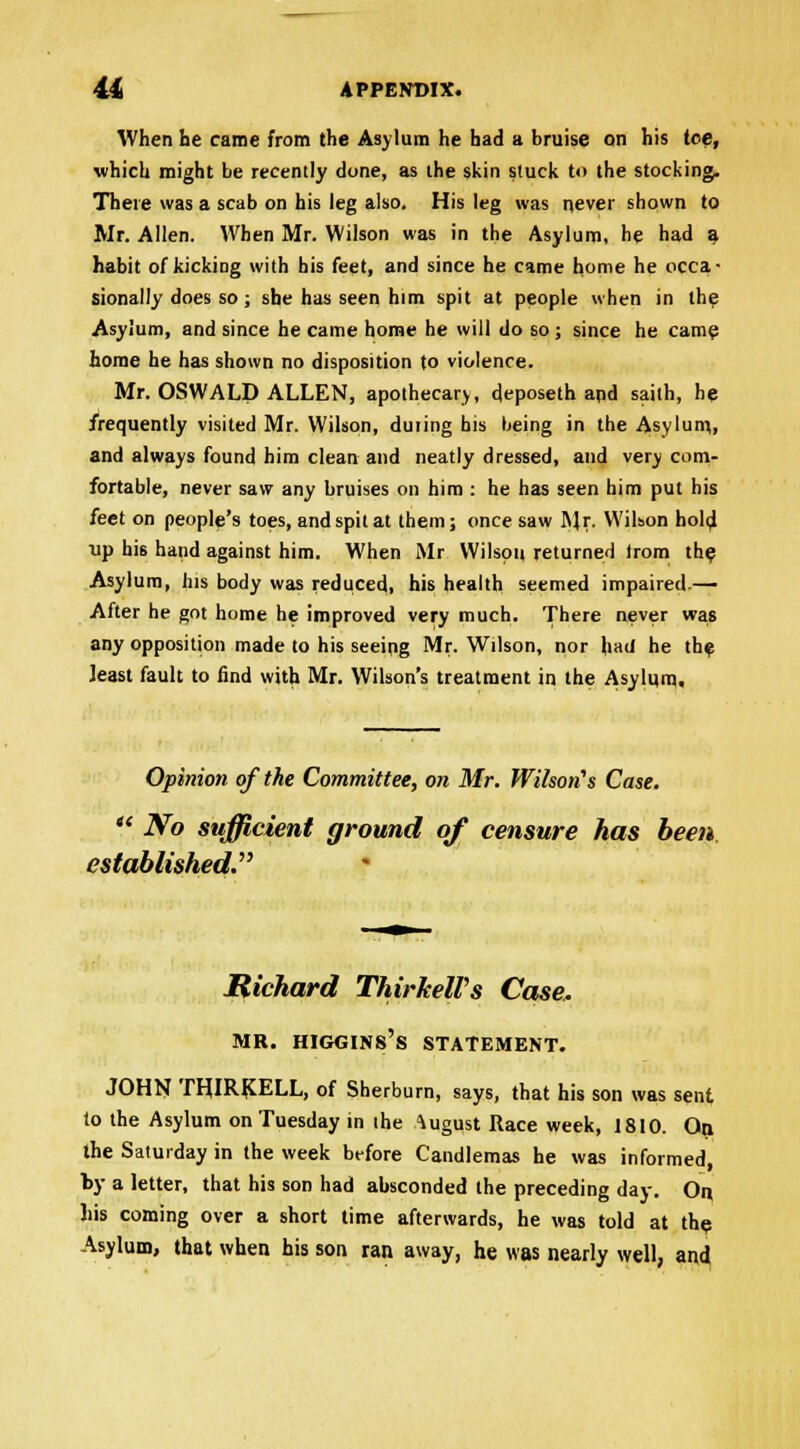 44 APPENDIX.
When he came from the Asylum he had a bruise on his toe,
which might be recently done, as the skin stuck to the stocking.
There was a scab on his leg also. His leg was never shown to
Mr. Allen. When Mr. Wilson was in the Asylum, he had a
habit of kicking with his feet, and since he came home he occa-
sionally does so ; she has seen him spit at people when in the
Asylum, and since he came home he will do so ; since he came
home he has shown no disposition to violence.
Mr. OSWALD ALLEN, apothecary, deposeth and saith, he
frequently visited Mr. Wilson, during his being in the Asylum,
and always found him clean and neatly dressed, and very com-
fortable, never saw any bruises on him : he has seen him put his
feet on people's toes, and spit at them ; once saw Mr. Wilson hold
up his hand against him. When Mr Wilson returned from the
Asylum, his body was reduced, his health seemed impaired.—
After he got home he improved very much. There never was
any opposition made to his seeing Mr. Wilson, nor had he the
least fault to find with Mr. Wilson's treatment in the Asylum.
Opinion of the Committee, on Mr. Wilson's Case.
“ No sufficient ground of censure has been
established.”
Richard Thirkell's Case.
MR. HIGGINS'S STATEMENT.
JOHN THIRKELL, of Sherburn, says, that his son was sent
to the Asylum on Tuesday in the August Race week, 1810. On
the Saturday in the week before Candlemas he was informed,
by a letter, that his son had absconded the preceding day. On
his coming over a short time afterwards, he was told at the
Asylum, that when his son ran away, he was nearly well, and